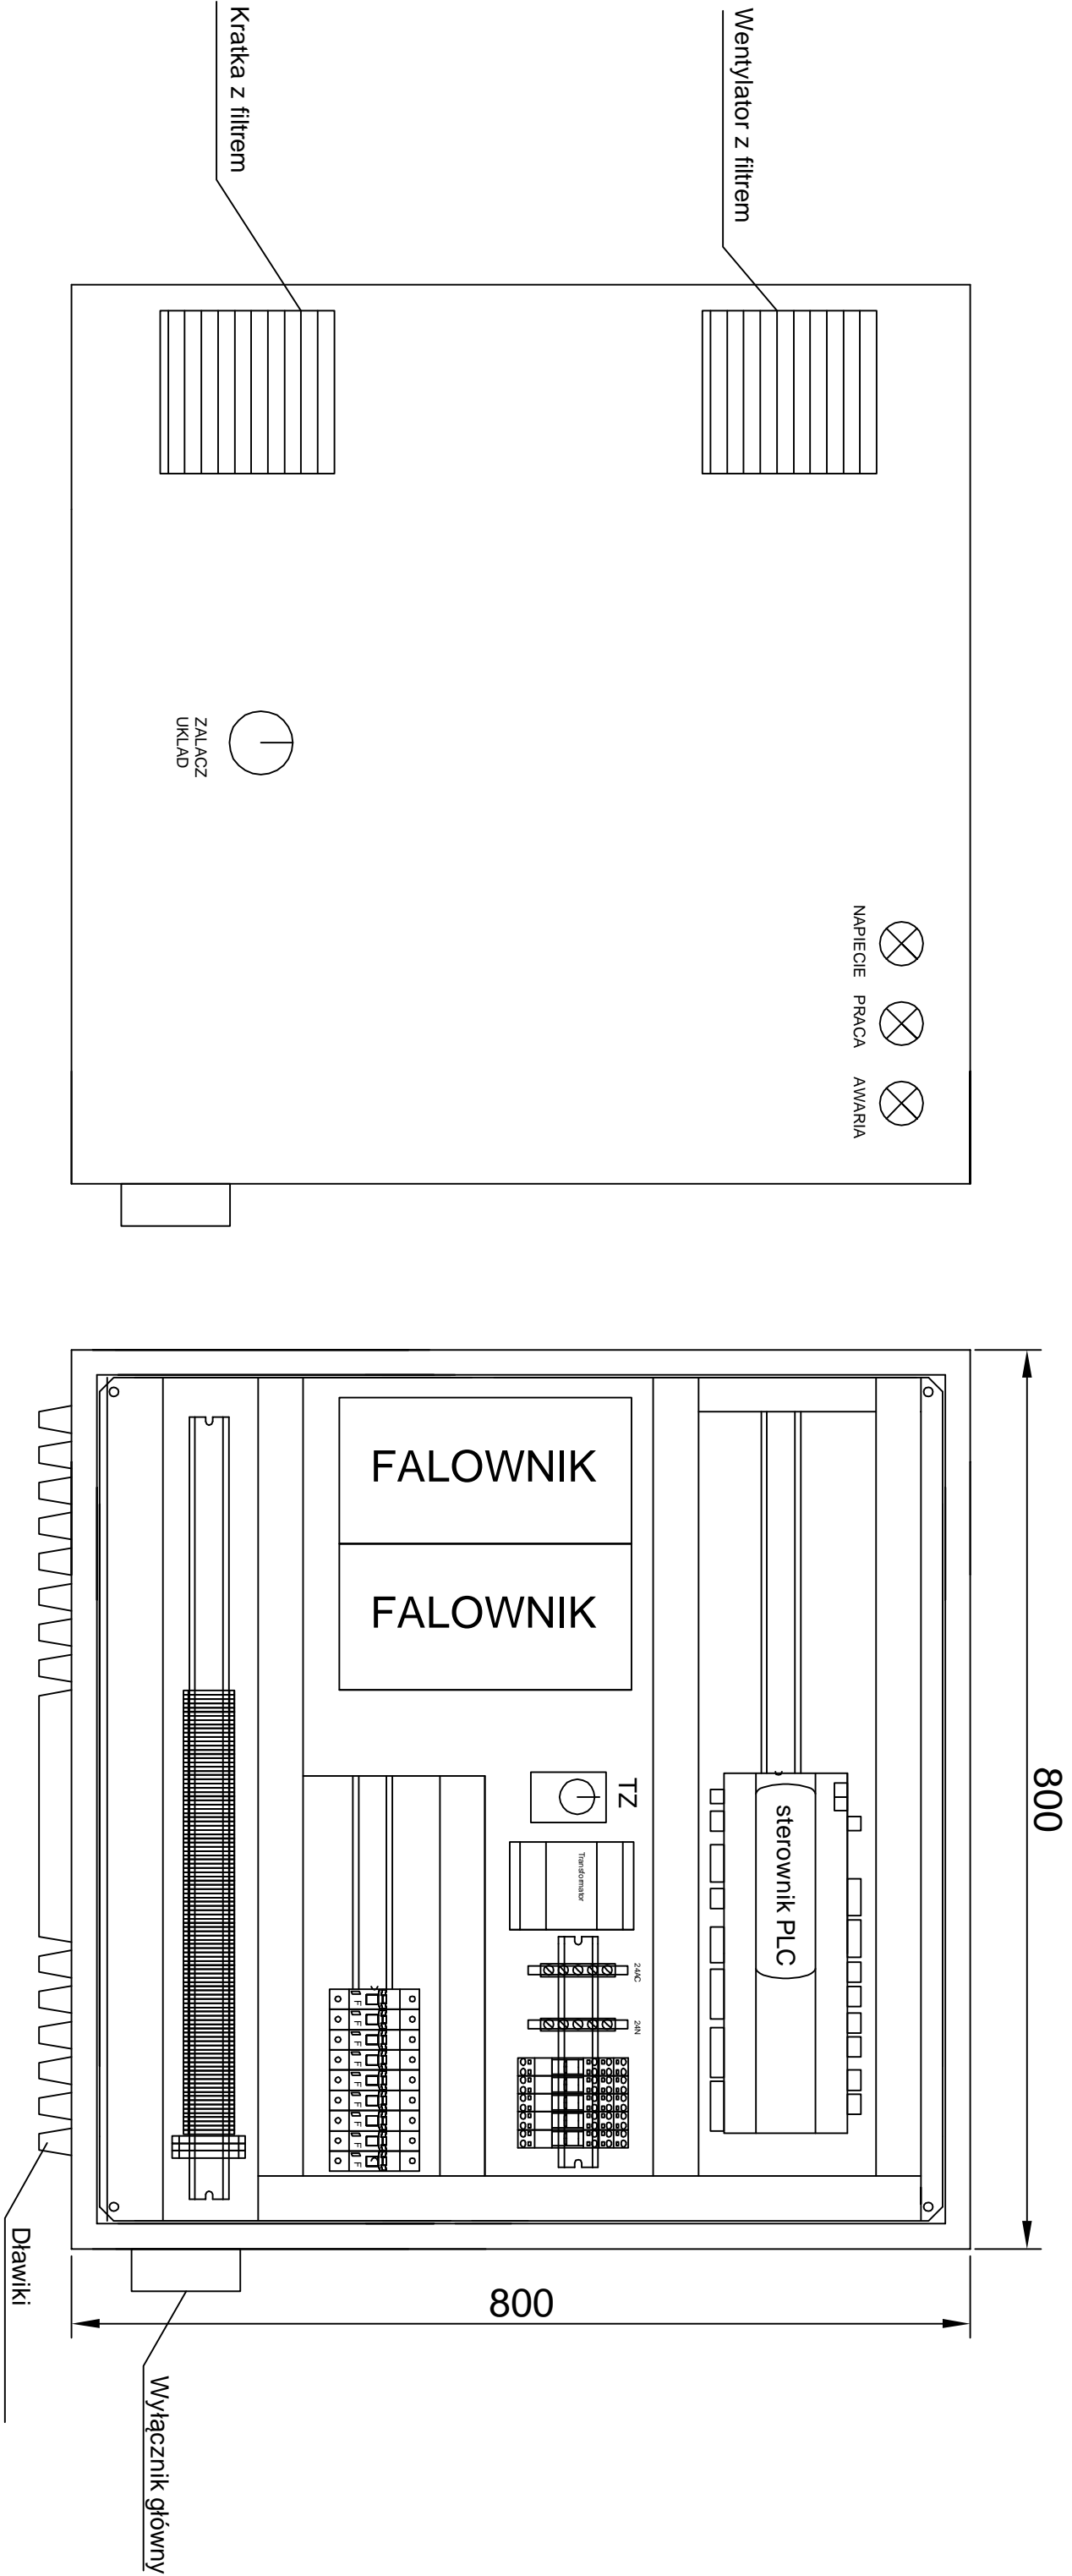 Wentylator z filtrem
Kratka z filtrem
NAPIECIE
PRACA
AWARIA
ZALACZ
UKLAD
800
800
sterownik PLC
FALOWNIK
FALOWNIK
TZ
Transformator
24AC
24N
F
F
F
F
F
F
F
F
F
Dławiki
Wyłącznik główny